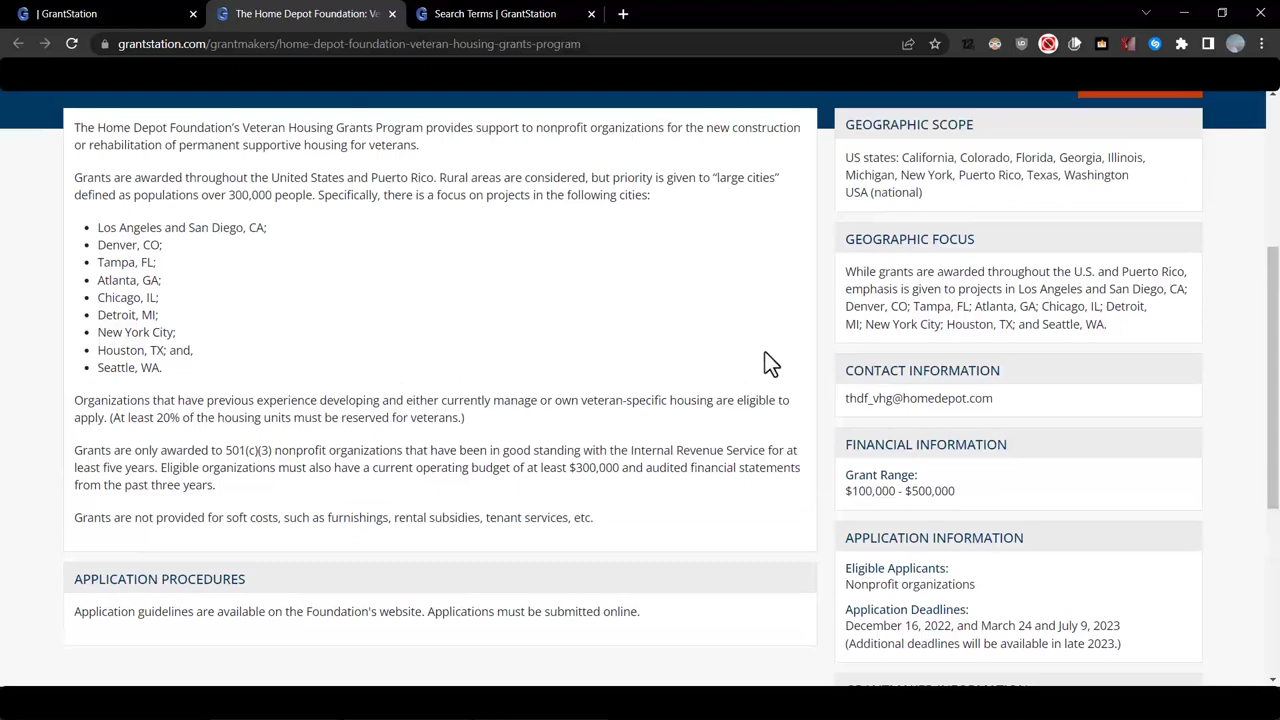 | GrantStation
The Home Depot Foundation: Ve
Search Terms | GrantStation
grantstation.com/grantmakers/home-depot-foundation-veteran-housing-grants-program
The Home Depot Foundation's Veteran Housing Grants Program provides support to nonprofit organizations for the new construction
or rehabilitation of permanent supportive housing for veterans.
Grants are awarded throughout the United States and Puerto Rico. Rural areas are considered, but priority is given to “large cities”
defined as populations over 300,000 people. Specifically, there is a focus on projects in the following cities:
• Los Angeles and San Diego, CA;
• Denver, CO;
• Tampa, FL;
• Atlanta, GA;
• Chicago, IL;
• Detroit, MI;
• New York City;
• Houston, TX; and,
• Seattle, WA.
Organizations that have previous experience developing and either currently manage or own veteran-specific housing are eligible to
apply. (At least 20% of the housing units must be reserved for veterans.)
Grants are only awarded to 501(c)(3) nonprofit organizations that have been in good standing with the Internal Revenue Service for at
least five years. Eligible organizations must also have a current operating budget of at least $300,000 and audited financial statements
from the past three years.
Grants are not provided for soft costs, such as furnishings, rental subsidies, tenant services, etc.
APPLICATION PROCEDURES
Application guidelines are available on the Foundation's website. Applications must be submitted online.
GEOGRAPHIC SCOPE
US states: California, Colorado, Florida, Georgia, Illinois,
Michigan, New York, Puerto Rico, Texas, Washington
USA (national)
GEOGRAPHIC FOCUS
While grants are awarded throughout the U.S. and Puerto Rico,
emphasis is given to projects in Los Angeles and San Diego, CA;
Denver, CO; Tampa, FL; Atlanta, GA; Chicago, IL; Detroit,
MI; New York City; Houston, TX; and Seattle, WA.
CONTACT INFORMATION
thdf_vhg@homedepot.com
FINANCIAL INFORMATION
Grant Range:
$100,000 - $500,000
APPLICATION INFORMATION
Eligible Applicants:
Nonprofit organizations
Application Deadlines:
December 16, 2022, and March 24 and July 9, 2023
(Additional deadlines will be available in late 2023.)